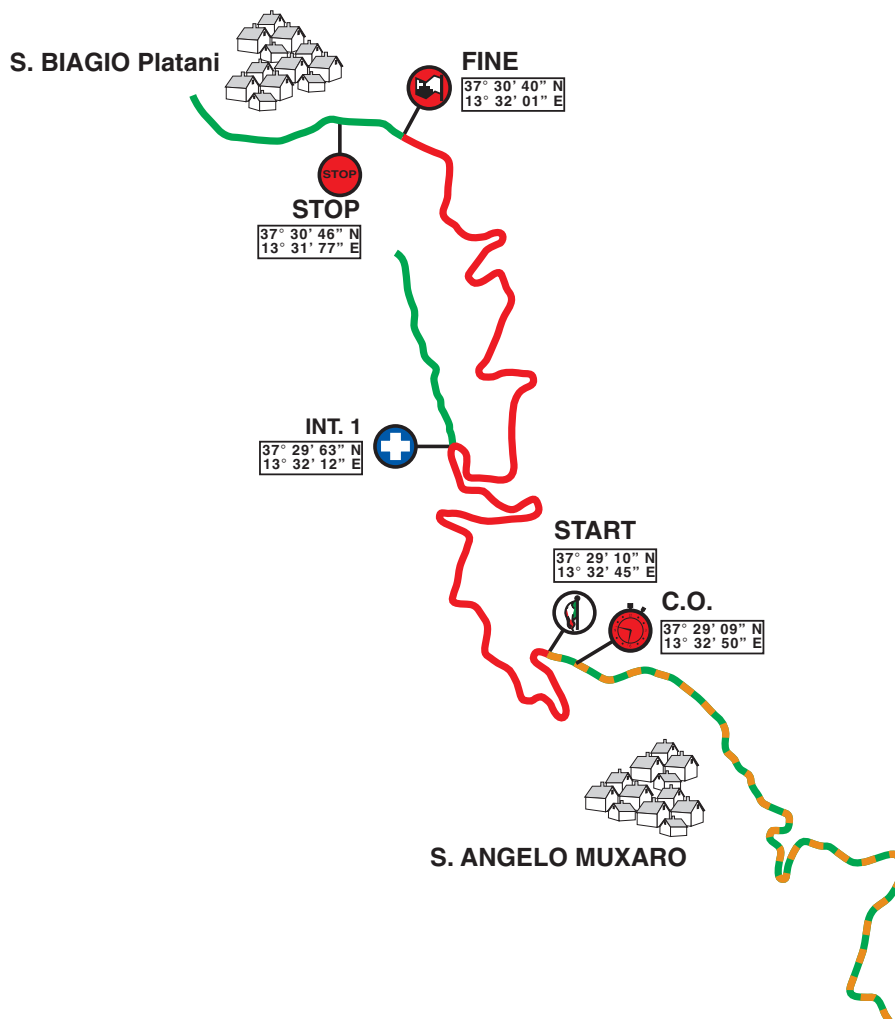 S. BIAGIO Platani
FINE
37° 30’ 40” N
13° 32’ 01” E
STOP
STOP
37° 30’ 46” N
13° 31’ 77” E
INT. 1
37° 29’ 63” N
13° 32’ 12” E
START
37° 29’ 10” N
13° 32’ 45” E
C.O.
37° 29’ 09” N
13° 32’ 50” E
S. ANGELO MUXARO